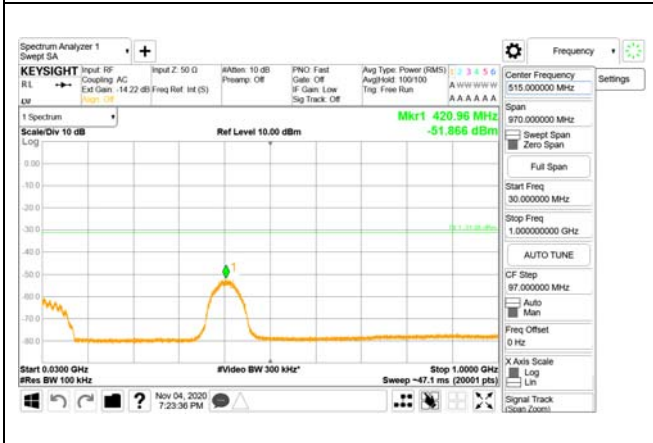 Spectrum Analyzer 1
Swept SA
+
Frequency
KEYSIGHT
Input: RF
Input Z: 50 Ω
#Atten: 10 dB
PNO: Fast
Avg Type: Power (RMS)
1 2 3 4 5 6
RL
Coupling: AC
Preamp: Off
Gate: Off
Avg|Hold: 100/100
A W W W W W
Ext Gain: -14.22 dB
Freq Ref: Int (S)
IF Gain: Low
Trig: Free Run
Align: Off
Sig Track: Off
A A A A A A
1 Spectrum
Mkr1 420.96 MHz
Scale/Div 10 dB
Ref Level 10.00 dBm
-51.866 dBm
Log
0.00
-10.0
-20.0
-30.0
-40.0
-50.0
1
-60.0
-70.0
-80.0
Start 0.0300 GHz
#Video BW 300 kHz*
Stop 1.0000 GHz
#Res BW 100 kHz
Sweep ~47.1 ms (20001 pts)
?
Nov 04, 2020
7:23:36 PM
Center Frequency
515.000000 MHz
Settings
Span
970.000000 MHz
Swept Span
Zero Span
Full Span
Start Freq
30.000000 MHz
Stop Freq
1.000000000 GHz
AUTO TUNE
CF Step
97.000000 MHz
Auto
Man
Freq Offset
0 Hz
X Axis Scale
Log
Lin
Signal Track
(Span Zoom)